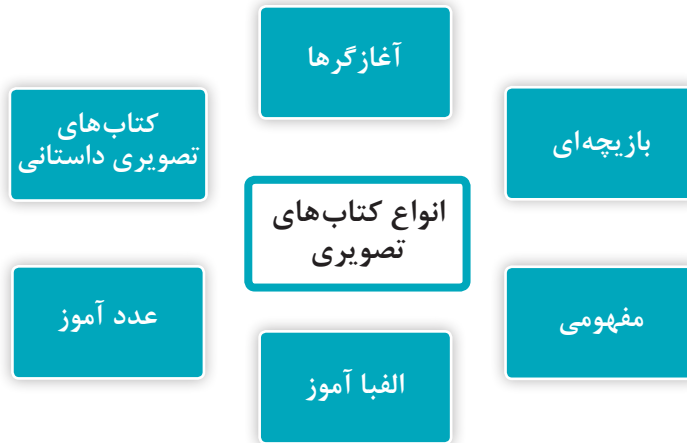 آغازگرها
بازیچه‌ای
کتاب‌های
تصویری داستانی
انواع کتاب‌های
تصویری
مفهومی
عدد آموز
الفبا آموز